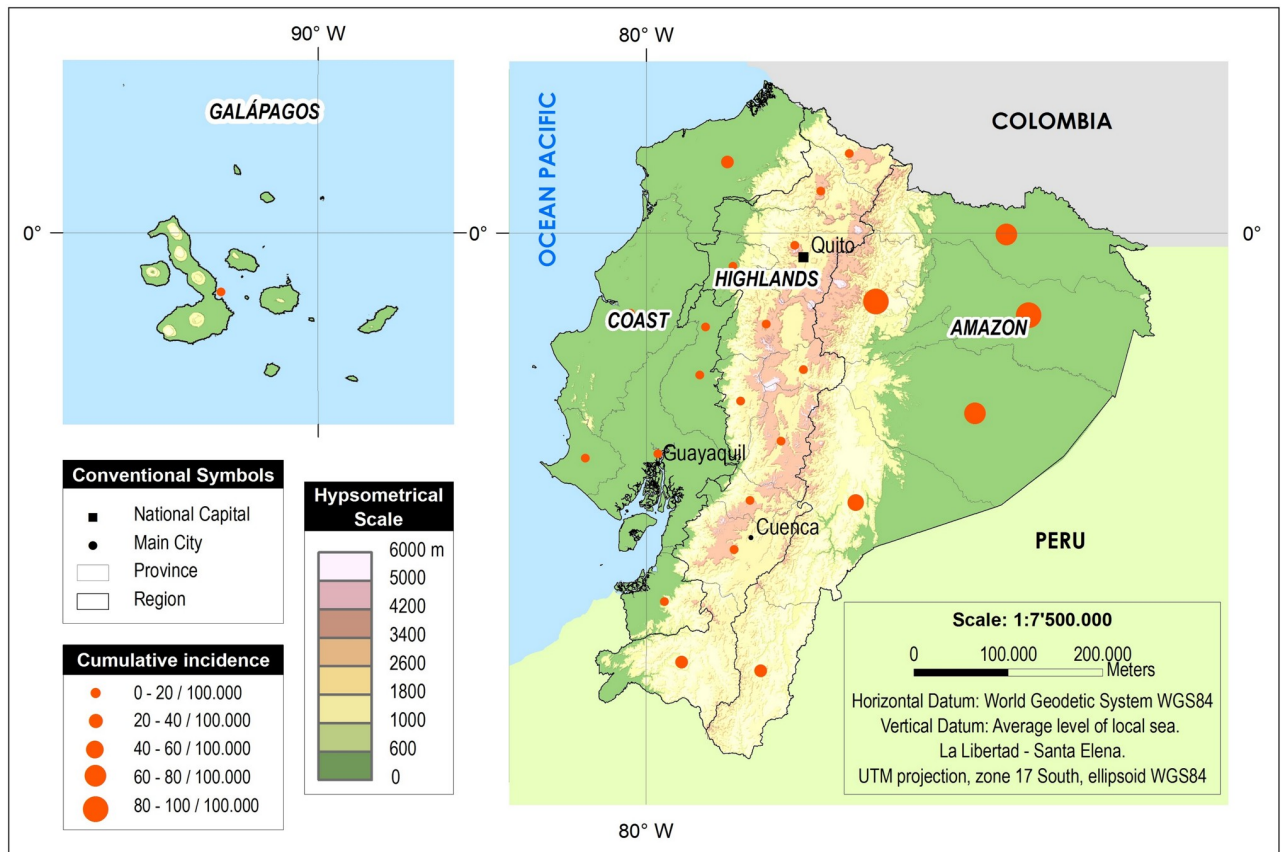 90° W
80° W
GALÁPAGOS
OCEAN PACIFIC
COLOMBIA
0°
0°
0°
Quito
HIGHLANDS
COAST
AMAZON
Guayaquil
Cuenca
PERU
Conventional Symbols
National Capital
Main City
Province
Region
Cumulative incidence
0 - 20 / 100.000
20 - 40 / 100.000
40 - 60 / 100.000
60 - 80 / 100.000
80 - 100 / 100.000
Hypsometrical
Scale
6000 m
5000
4200
3400
2600
1800
1000
600
0
Scale: 1:7'500.000
0 100.000 200.000
Meters
Horizontal Datum: World Geodetic System WGS84
Vertical Datum: Average level of local sea.
La Libertad - Santa Elena.
UTM projection, zone 17 South, ellipsoid WGS84
80° W